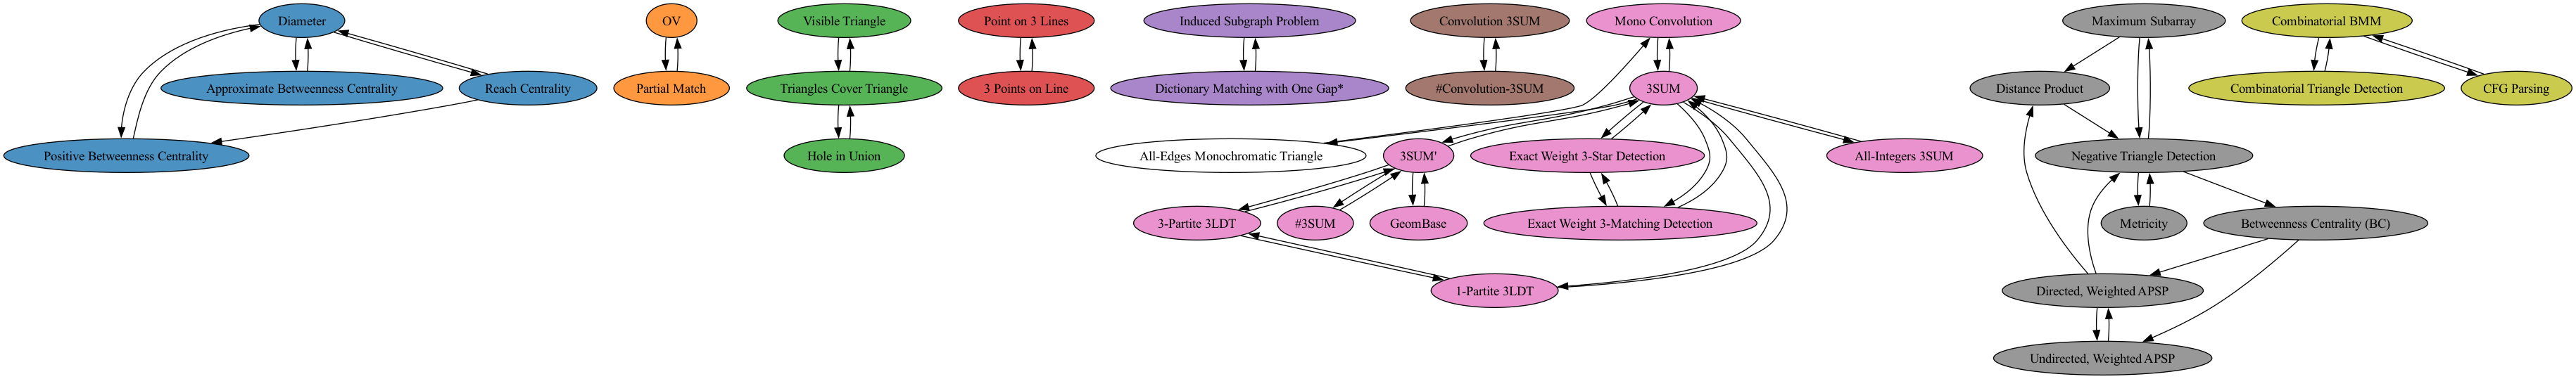 Diameter
OV
Visible Triangle
Point on 3 Lines
Induced Subgraph Problem
Convolution 3SUM
Mono Convolution
Maximum Subarray
Combinatorial BMM
Approximate Betweenness Centrality
Reach Centrality
Partial Match
Triangles Cover Triangle
3 Points on Line
Dictionary Matching with One Gap*
#Convolution-3SUM
3SUM
Distance Product
Combinatorial Triangle Detection
CFG Parsing
Positive Betweenness Centrality
Hole in Union
All-Edges Monochromatic Triangle
3SUM'
Exact Weight 3-Star Detection
All-Integers 3SUM
Negative Triangle Detection
3-Partite 3LDT
#3SUM
GeomBase
Exact Weight 3-Matching Detection
Metricity
Betweenness Centrality (BC)
1-Partite 3LDT
Directed, Weighted APSP
Undirected, Weighted APSP